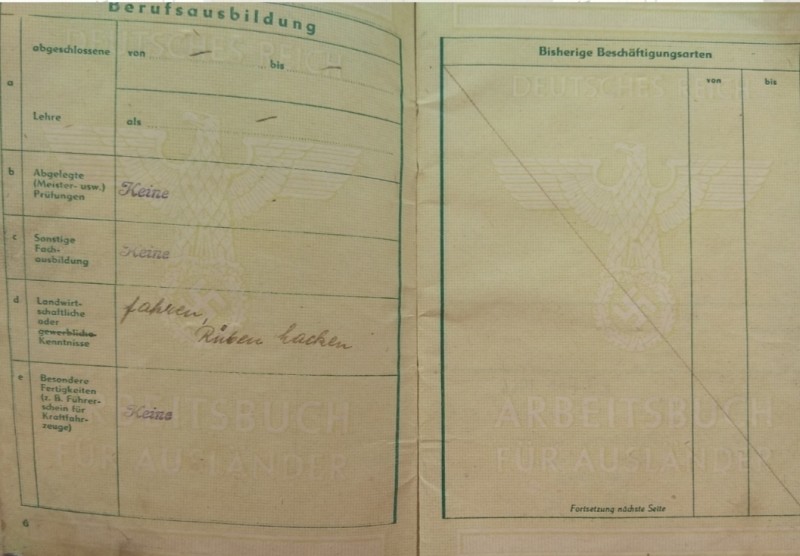 Berufsausbildung
a
abgeschlossene von — bis —
Lehre als —
b
Abgelegte
(Meister- usw.)
Prüfungen
Keine
c
Sonstige
Fach-
ausbildung
Keine
d
Landwirt-
schaftliche
oder
gewerbliche
Kenntnisse
fahren,
Rüben hacken
e
Besondere
Fertigkeiten
(z. B. Führer-
schein für
Kraftfahr-
zeuge)
Keine
6
DEUTSCHES REICH
ARBEITSBUCH
FÜR AUSLÄNDER
Bisherige Beschäftigungsarten
von bis
DEUTSCHES REICH
ARBEITSBUCH
FÜR AUSLÄNDER
Fortsetzung nächste Seite